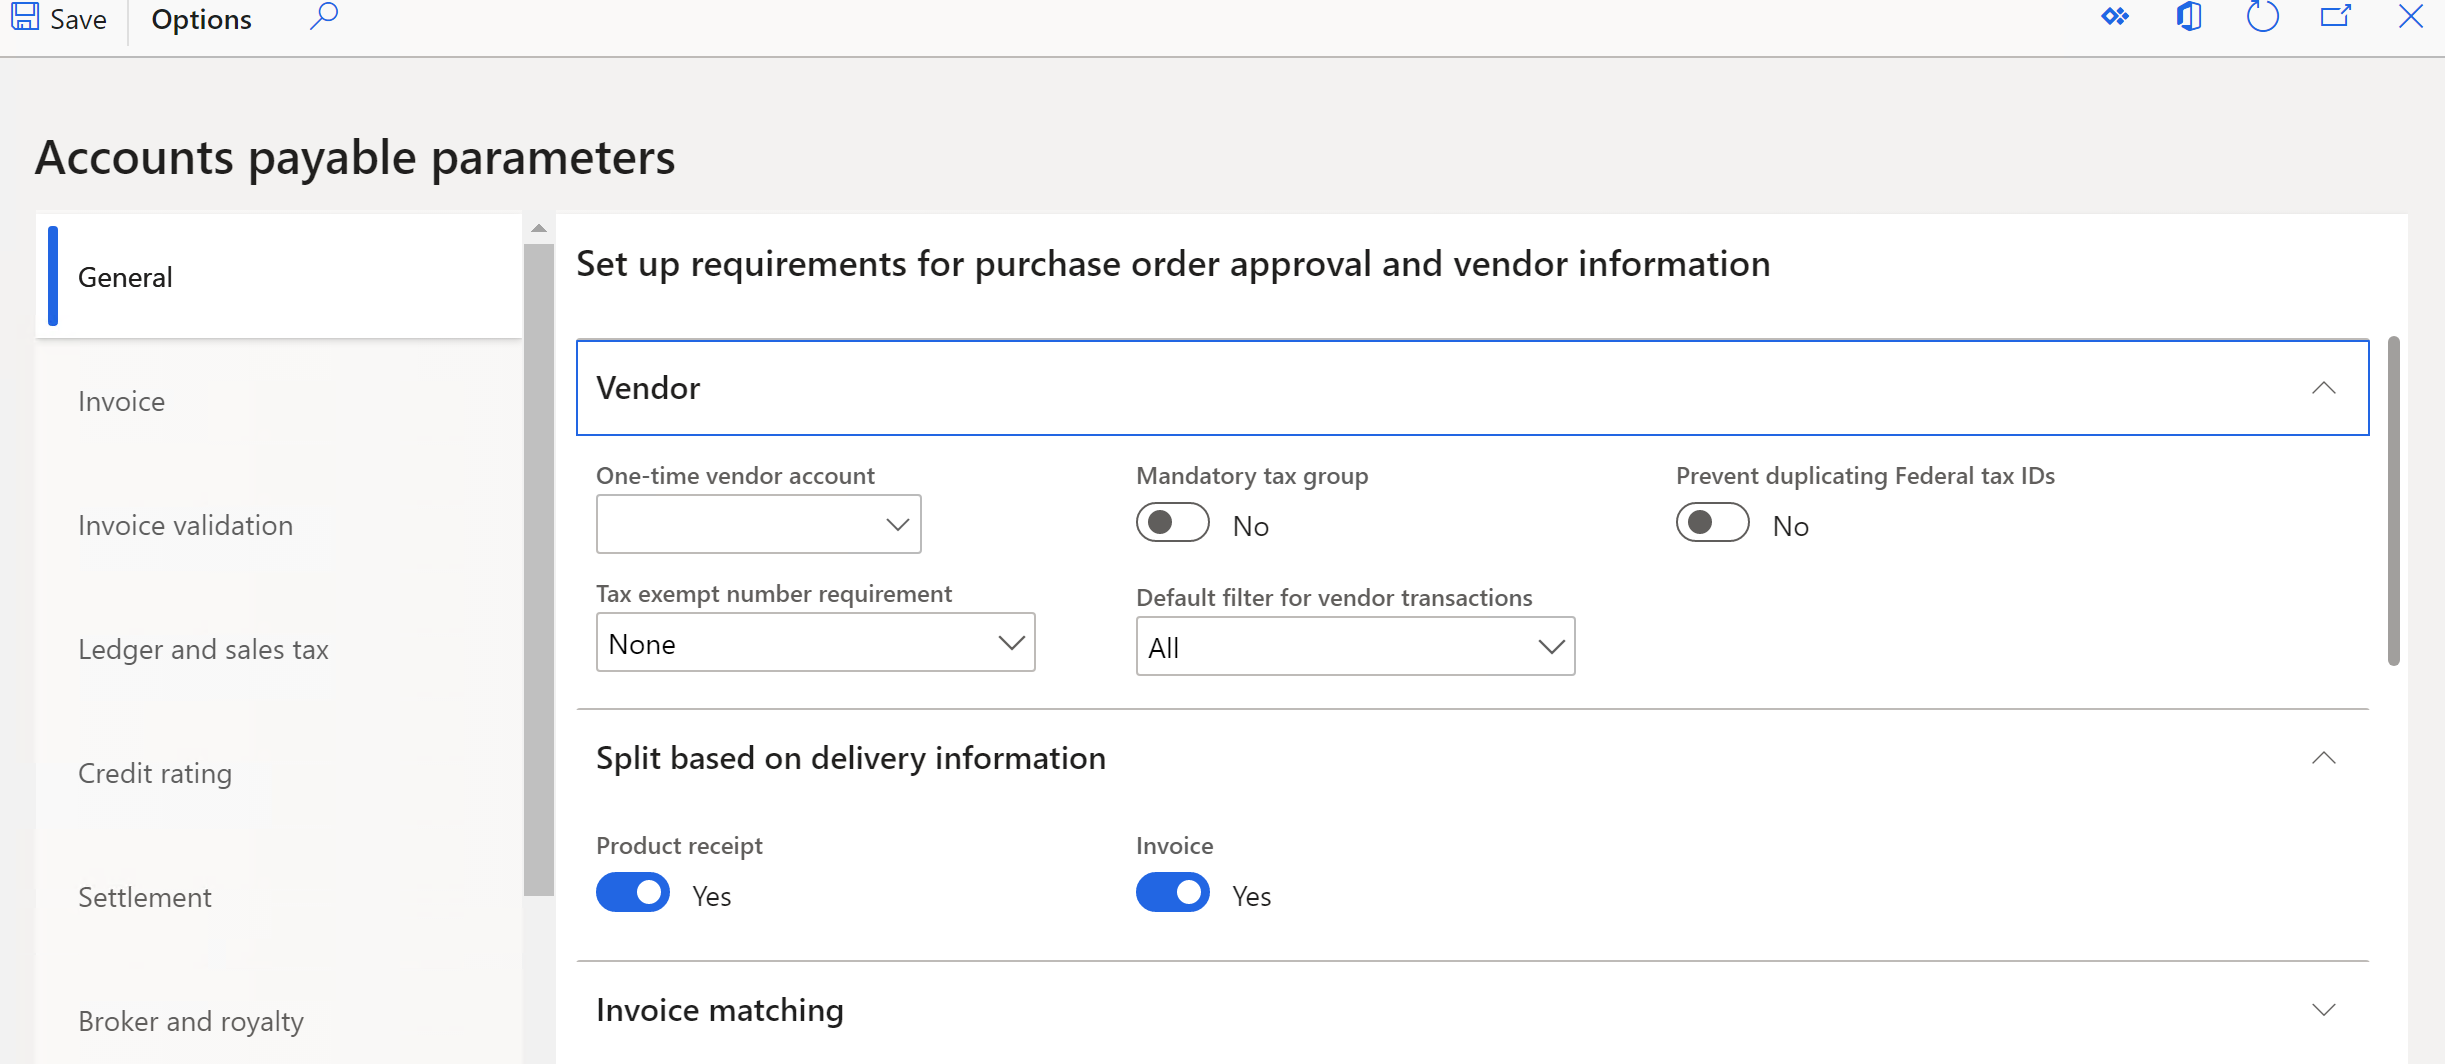 Save
Options
Accounts payable parameters
General
Invoice
Invoice validation
Ledger and sales tax
Credit rating
Settlement
Broker and royalty
Set up requirements for purchase order approval and vendor information
Vendor
One-time vendor account
Mandatory tax group
No
Prevent duplicating Federal tax IDs
No
Tax exempt number requirement
None
Default filter for vendor transactions
All
Split based on delivery information
Product receipt
Yes
Invoice
Yes
Invoice matching